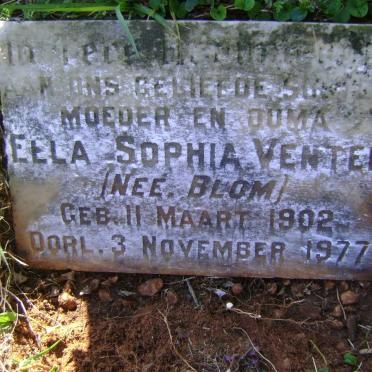 N ONS GELIEFDE
MOEDER EN OUMA
EELA SOPHIA VENTER
(NEE. BLOM)
GEB. 11 MAART 1902
OORL. 3 NOVEMBER 1977